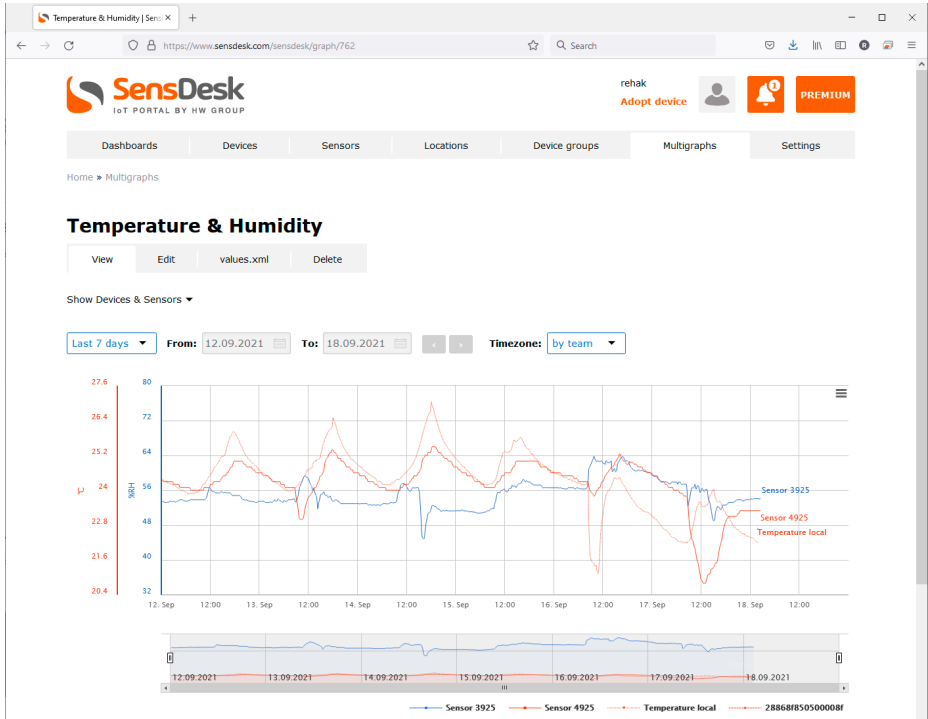 Temperature & Humidity | Sens
https://www.sensdesk.com/sensdesk/graph/762
Search
SensDesk
IoT PORTAL BY HW GROUP
rehak
Adopt device
1
PREMIUM
Dashboards Devices Sensors Locations Device groups Multigraphs Settings
Home » Multigraphs
Temperature & Humidity
View Edit values.xml Delete
Show Devices & Sensors
Last 7 days From: 12.09.2021 To: 18.09.2021 < > Timezone: by team
27.6 80
26.4 72
25.2 64
°C 24 %RH 56
22.8 48
21.6 40
20.4 32
Sensor 3925
Sensor 4925
Temperature local
12. Sep 12:00 13. Sep 12:00 14. Sep 12:00 15. Sep 12:00 16. Sep 12:00 17. Sep 12:00 18. Sep 12:00
12.09.2021 13.09.2021 14.09.2021 15.09.2021 16.09.2021 17.09.2021 18.09.2021
Sensor 3925 Sensor 4925 Temperature local 28868f850500008f